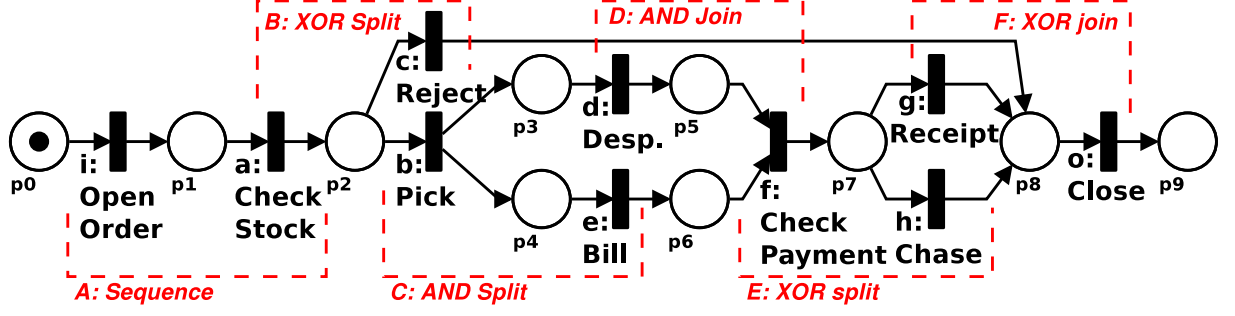 B: XOR Split
D: AND Join
F: XOR join
c:
Reject
p3
d:
Desp.
p5
g:
Receipt
p0
i:
Open
Order
p1
a:
Check
Stock
p2
b:
Pick
p4
e:
Bill
p6
f:
Check
Payment
p7
h:
Chase
p8
o:
Close
p9
A: Sequence
C: AND Split
E: XOR split